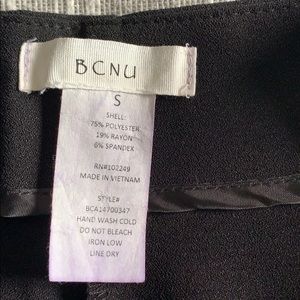 BCNU
S
SHELL:
75% POLYESTER
19% RAYON
6% SPANDEX
RN#102249
MADE IN VIETNAM
STYLE#
BCA14700347
HAND WASH COLD
DO NOT BLEACH
IRON LOW
LINE DRY